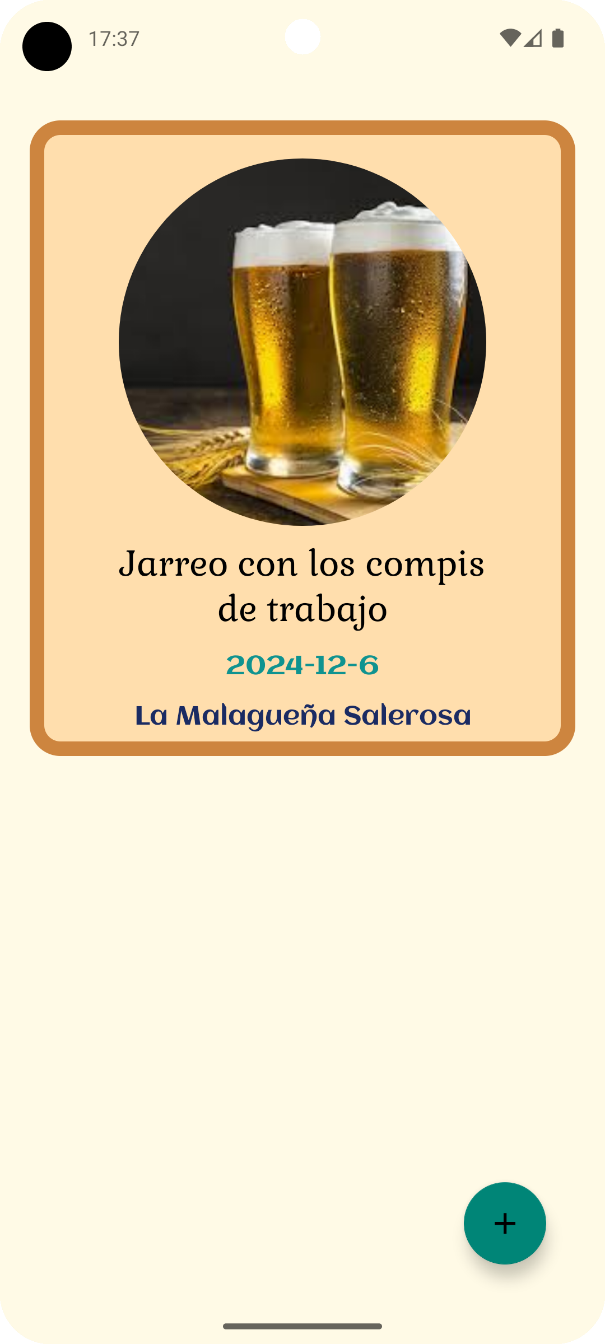 17:37
Jarreo con los compis
de trabajo
2024-12-6
La Malagueña Salerosa
+